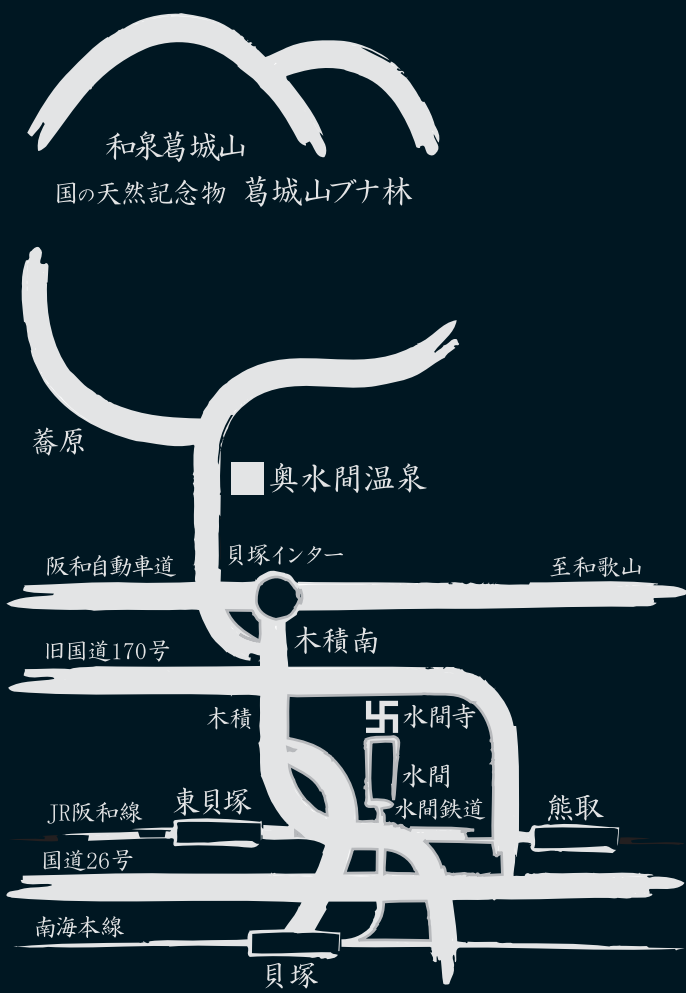 和泉葛城山
国の天然記念物 葛城山ブナ林
蕎原
奥水間温泉
貝塚インター
阪和自動車道
至和歌山
木積南
旧国道170号
木積
水間寺
水間
水間鉄道
東貝塚
熊取
JR阪和線
国道26号
南海本線
貝塚